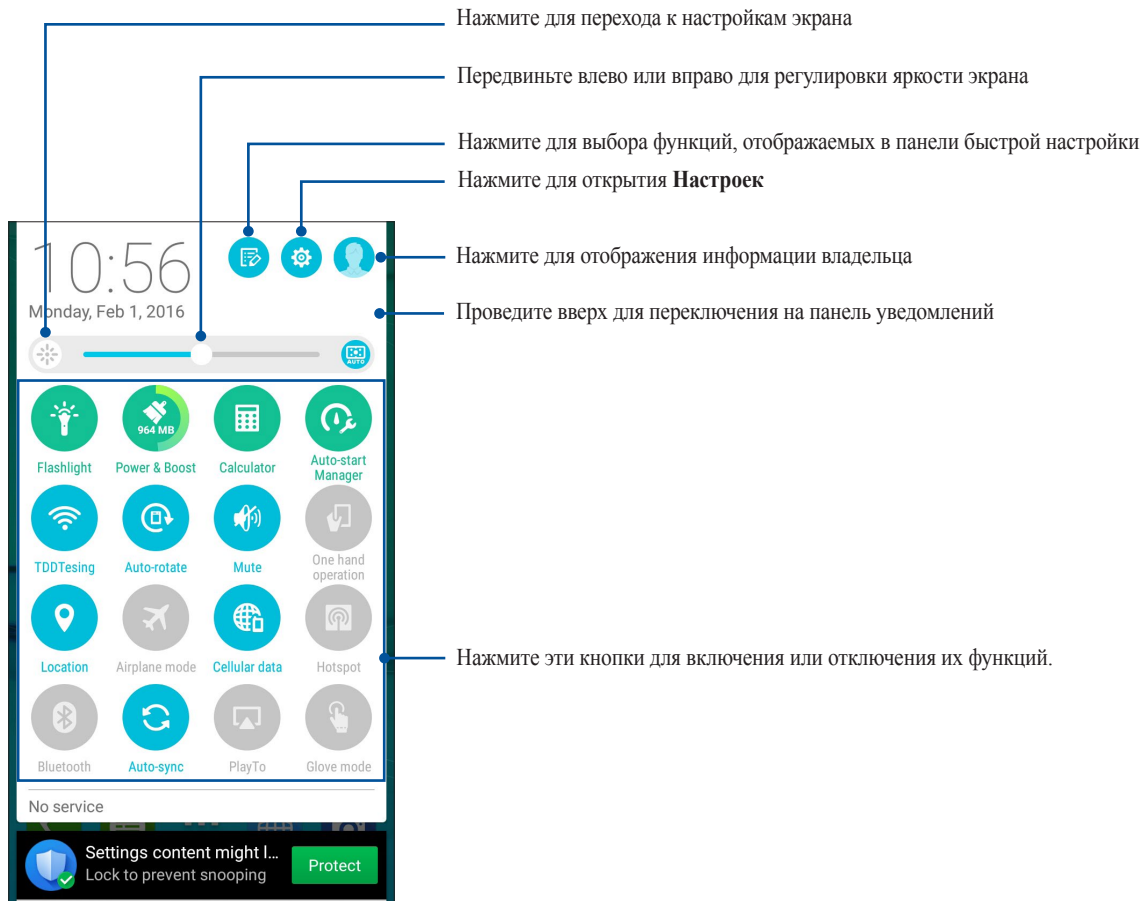 Нажмите для перехода к настройкам экрана
Передвиньте влево или вправо для регулировки яркости экрана
Нажмите для выбора функций, отображаемых в панели быстрой настройки
Нажмите для открытия Настроек
Нажмите для отображения информации владельца
Проведите вверх для переключения на панель уведомлений
10:56
Monday, Feb 1, 2016
AUTO
964 MB
Flashlight
Power & Boost
Calculator
Auto-start
Manager
TDDTesing
Auto-rotate
Mute
One hand
operation
Location
Airplane mode
Cellular data
Hotspot
Нажмите эти кнопки для включения или отключения их функций.
Bluetooth
Auto-sync
PlayTo
Glove mode
No service
Settings content might l...
Lock to prevent snooping
Protect